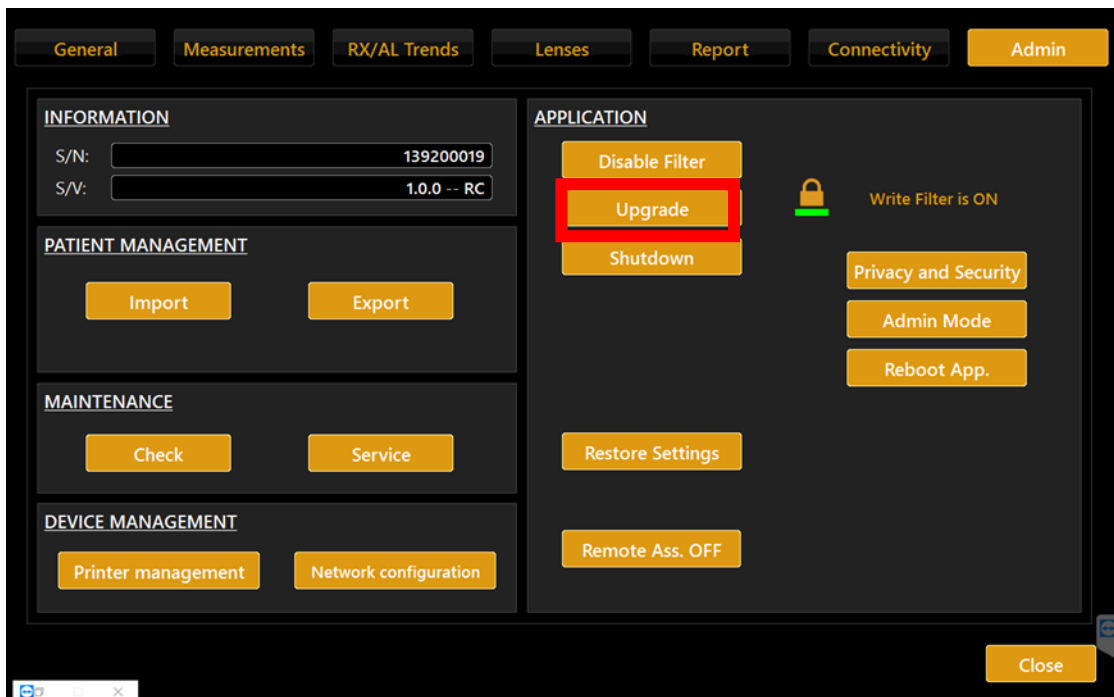 General Measurements RX/AL Trends Lenses Report Connectivity Admin
INFORMATION
S/N: 139200019
S/V: 1.0.0 -- RC
PATIENT MANAGEMENT
Import Export
MAINTENANCE
Check Service
DEVICE MANAGEMENT
Printer management Network configuration
APPLICATION
Disable Filter
Upgrade
Shutdown
Write Filter is ON
Privacy and Security
Admin Mode
Reboot App.
Restore Settings
Remote Ass. OFF
Close